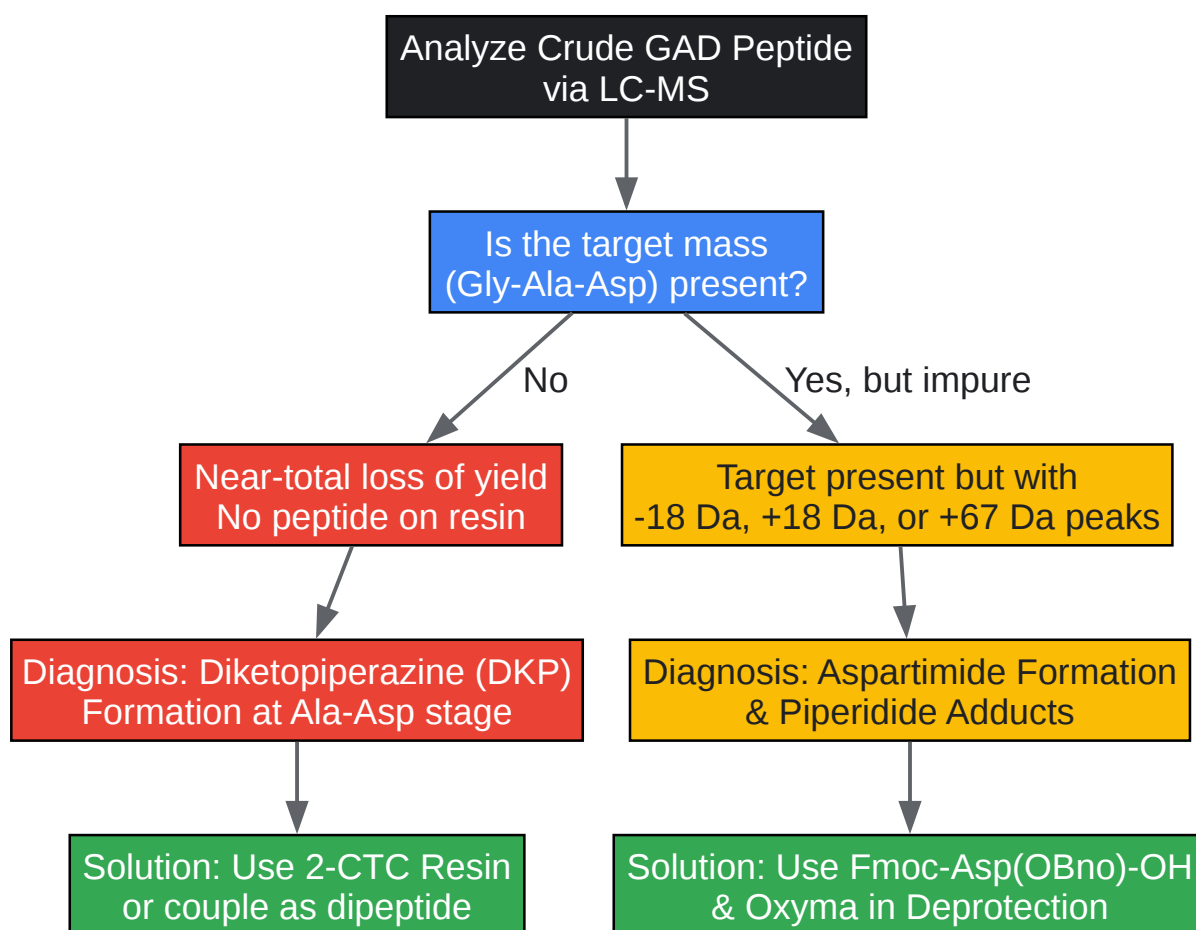 Analyze Crude GAD Peptide
via LC-MS
Is the target mass
(Gly-Ala-Asp) present?
No
Yes, but impure
Near-total loss of yield
No peptide on resin
Target present but with
-18 Da, +18 Da, or +67 Da peaks
Diagnosis: Diketopiperazine (DKP)
Formation at Ala-Asp stage
Diagnosis: Aspartimide Formation
& Piperidide Adducts
Solution: Use 2-CTC Resin
or couple as dipeptide
Solution: Use Fmoc-Asp(OBno)-OH
& Oxyma in Deprotection